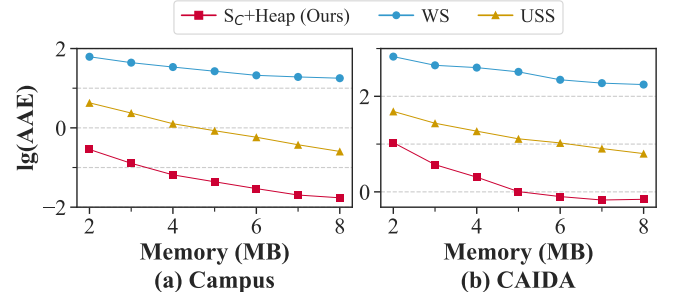 S_C+Heap (Ours) WS USS
lg(AAE)
2
0
−2
2 4 6 8
Memory (MB)
(a) Campus
2
0
2 4 6 8
Memory (MB)
(b) CAIDA